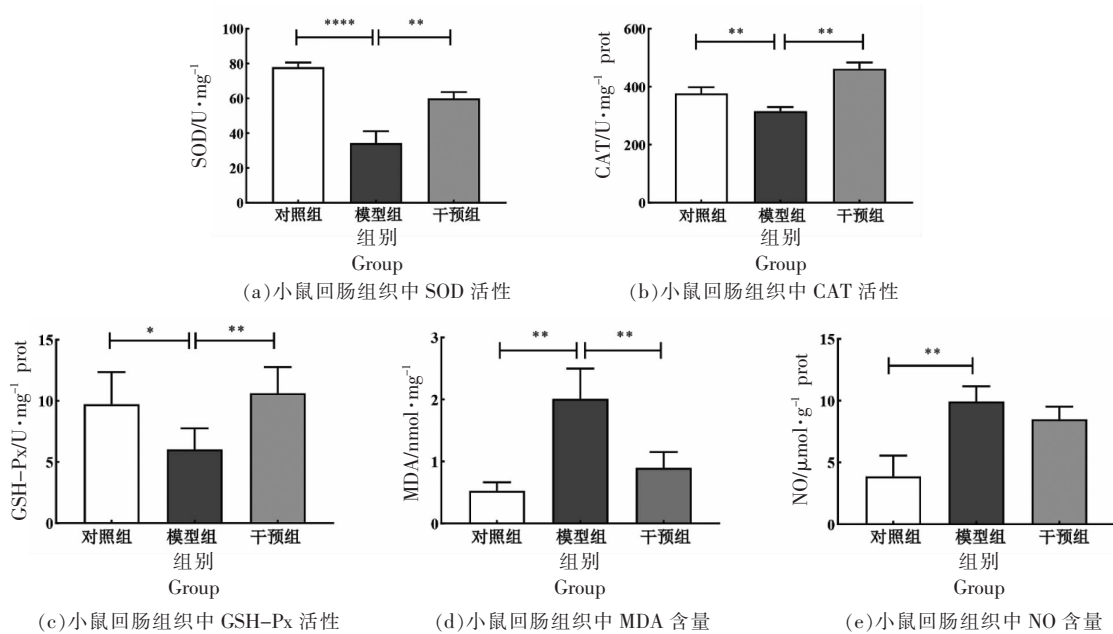 **** **
100
80
60
40
20
0
SOD/U·mg⁻¹
对照组 模型组 干预组
组别
Group
(a)小鼠回肠组织中 SOD 活性
** **
600
400
200
0
CAT/U·mg⁻¹ prot
对照组 模型组 干预组
组别
Group
(b)小鼠回肠组织中 CAT 活性
* **
15
10
5
0
GSH-Px/U·mg⁻¹ prot
对照组 模型组 干预组
组别
Group
(c)小鼠回肠组织中 GSH-Px 活性
** **
3
2
1
0
MDA/nmol·mg⁻¹
对照组 模型组 干预组
组别
Group
(d)小鼠回肠组织中 MDA 含量
**
15
10
5
0
NO/μmol·g⁻¹ prot
对照组 模型组 干预组
组别
Group
(e)小鼠回肠组织中 NO 含量